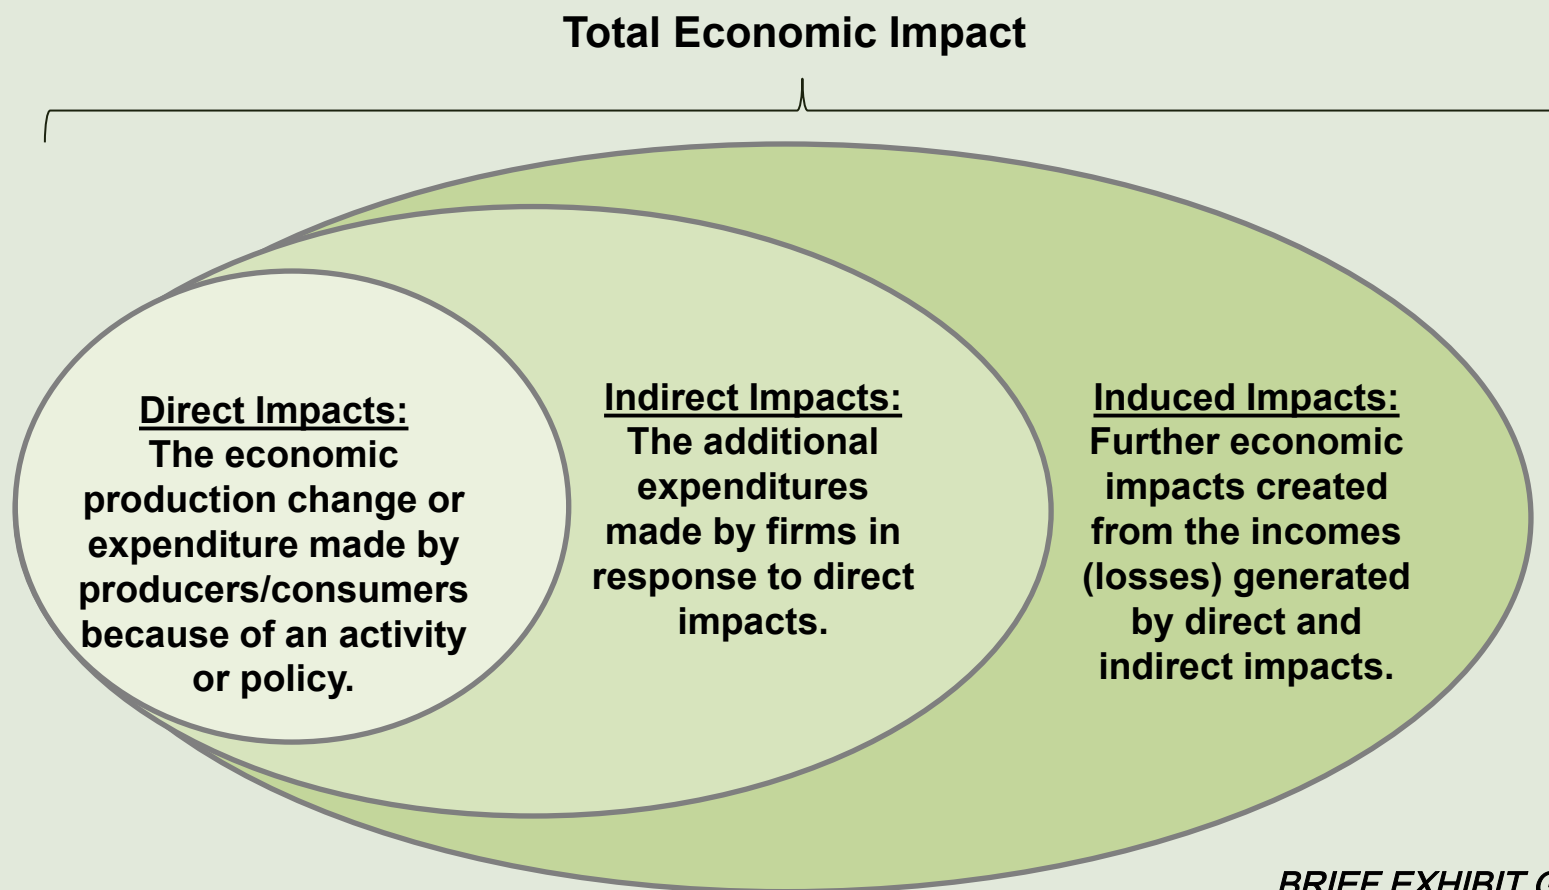 Total Economic Impact
Direct Impacts:
The economic
production change or
expenditure made by
producers/consumers
because of an activity
or policy.
Indirect Impacts:
The additional
expenditures
made by firms in
response to direct
impacts.
Induced Impacts:
Further economic
impacts created
from the incomes
(losses) generated
by direct and
indirect impacts.
BRIEF EXHIBIT